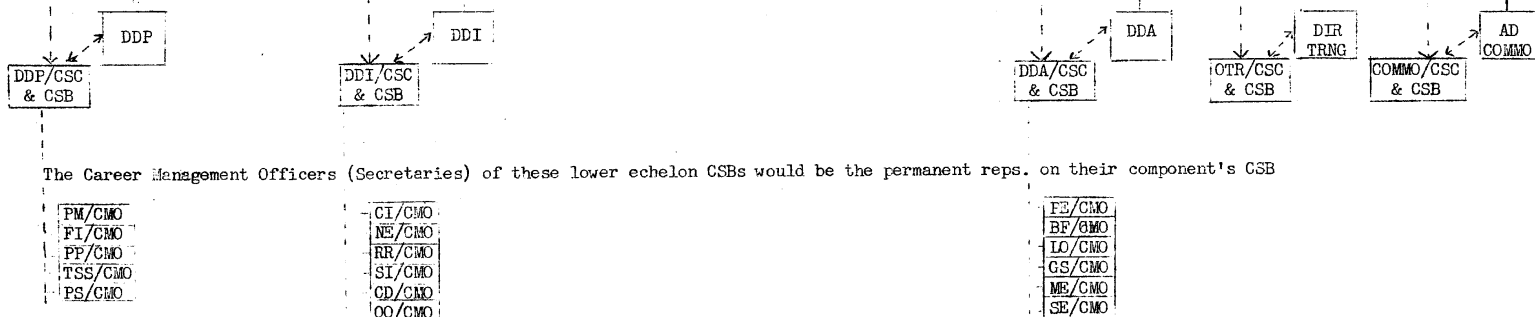 DDP
DDI
DDA
DIR
TRNG
AD
COMMO
DDP/CSC
& CSB
DDI/CSC
& CSB
DDA/CSC
& CSB
OTR/CSC
& CSB
COMMO/CSC
& CSB
The Career Management Officers (Secretaries) of these lower echelon CSBs would be the permanent reps. on their component's CSB
PM/CMO
FI/CMO
PP/CMO
TSS/CMO
PS/CMO
CI/CMO
NE/CMO
RR/CMO
SI/CMO
CD/CMO
OO/CMO
PE/CMO
BF/CMO
LO/CMO
GS/CMO
ME/CMO
SE/CMO